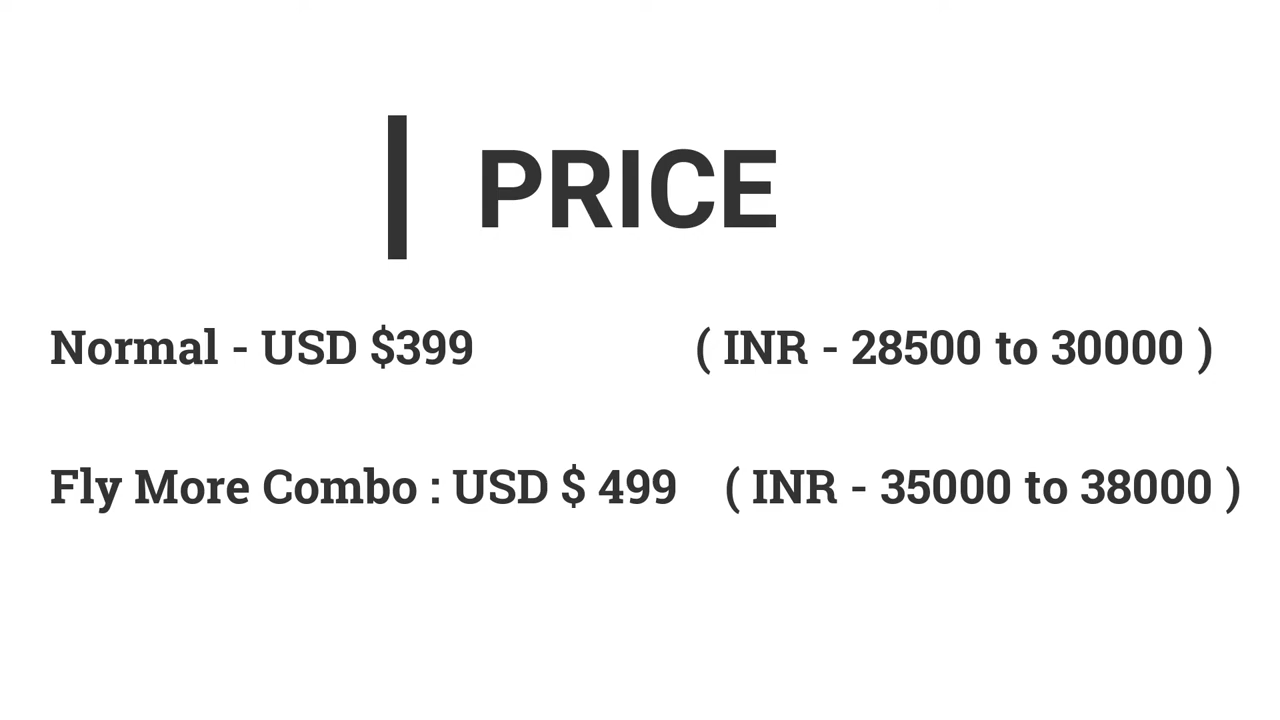 PRICE
Normal - USD $399 ( INR - 28500 to 30000 )
Fly More Combo : USD $ 499 ( INR - 35000 to 38000 )